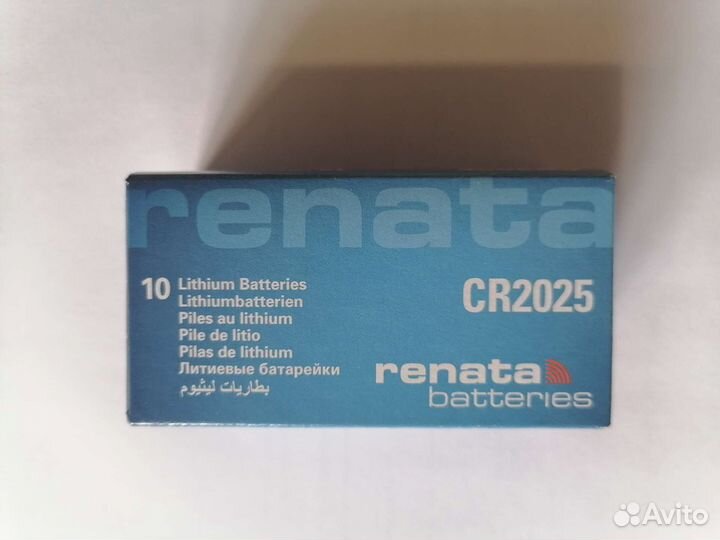 renata
10 Lithium Batteries
Lithiumbatterien
Piles au lithium
Pile de litio
Pilas de lithium
Литиевые батарейки
بطاريات ليثيوم
CR2025
renata
batteries
Avito